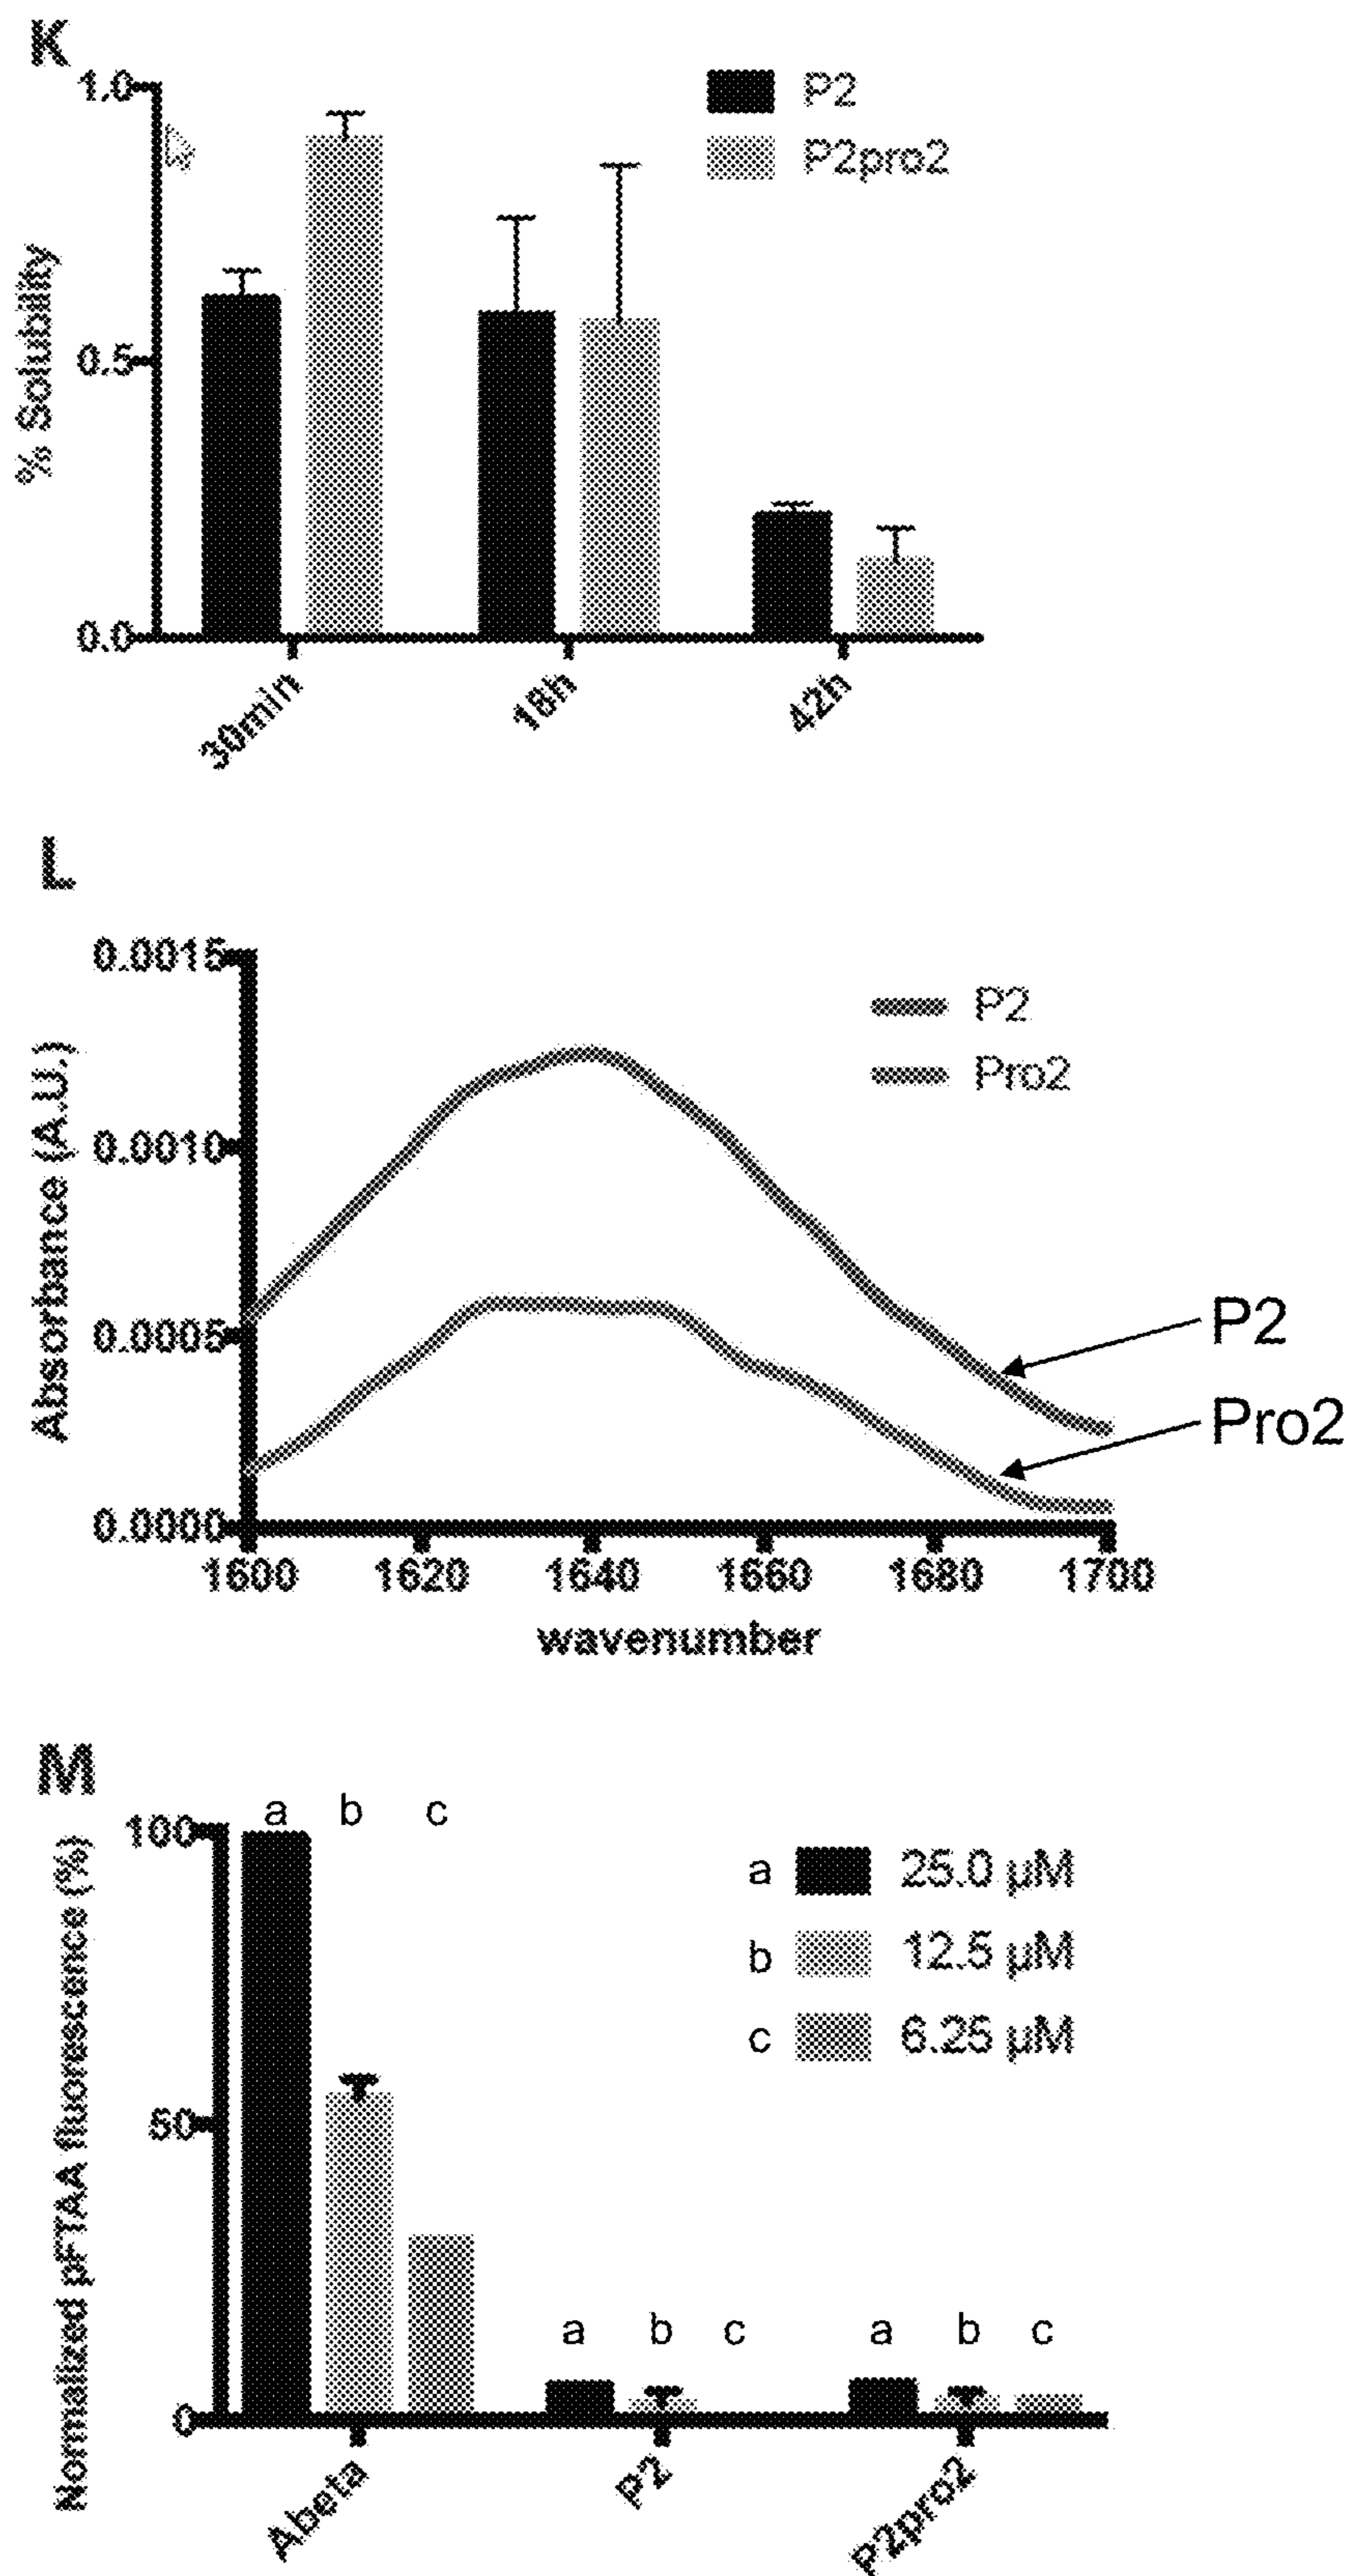 K
1.0
P2
P2pro2
% Solubility
0.5
0.0
30min
18h
42h
L
0.0015
P2
Pro2
Absorbance (A.U.)
0.0010
0.0005
P2
Pro2
0.0000
1600 1620 1640 1660 1680 1700
wavenumber
M
100
a b c
a 25.0 µM
b 12.5 µM
c 6.25 µM
Normalized pFTAA fluorescence (%)
50
a b c a b c
0
Abeta
P2
P2pro2